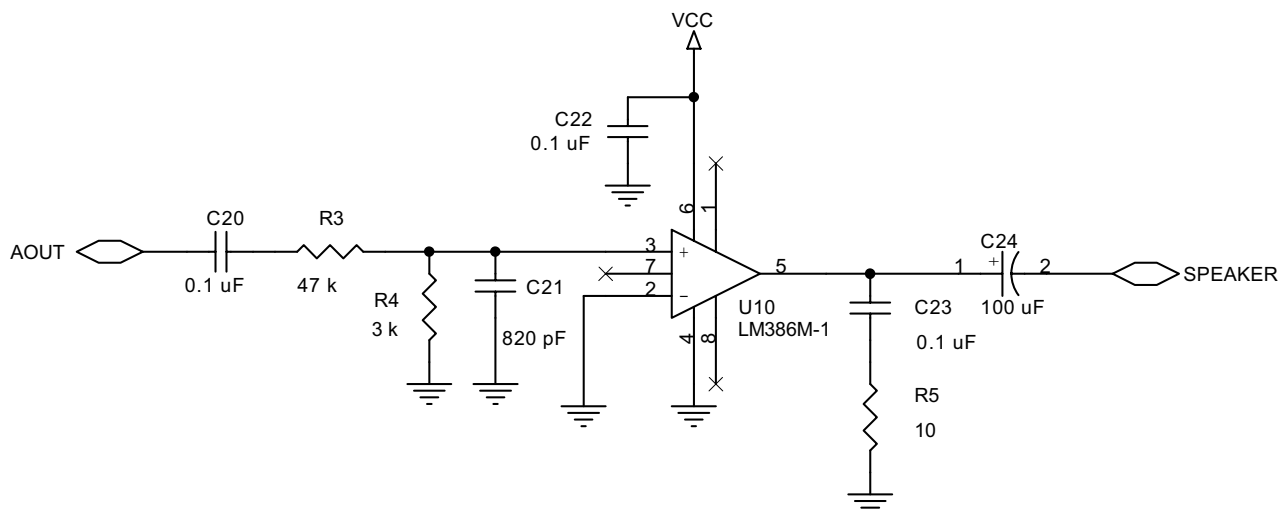 VCC
C22
0.1 uF
6
1
C20
R3
AOUT
0.1 uF
47 k
R4
3 k
C21
820 pF
3
+
7
2
−
5
U10
LM386M-1
4
8
C24
+
1
2
100 uF
SPEAKER
C23
0.1 uF
R5
10